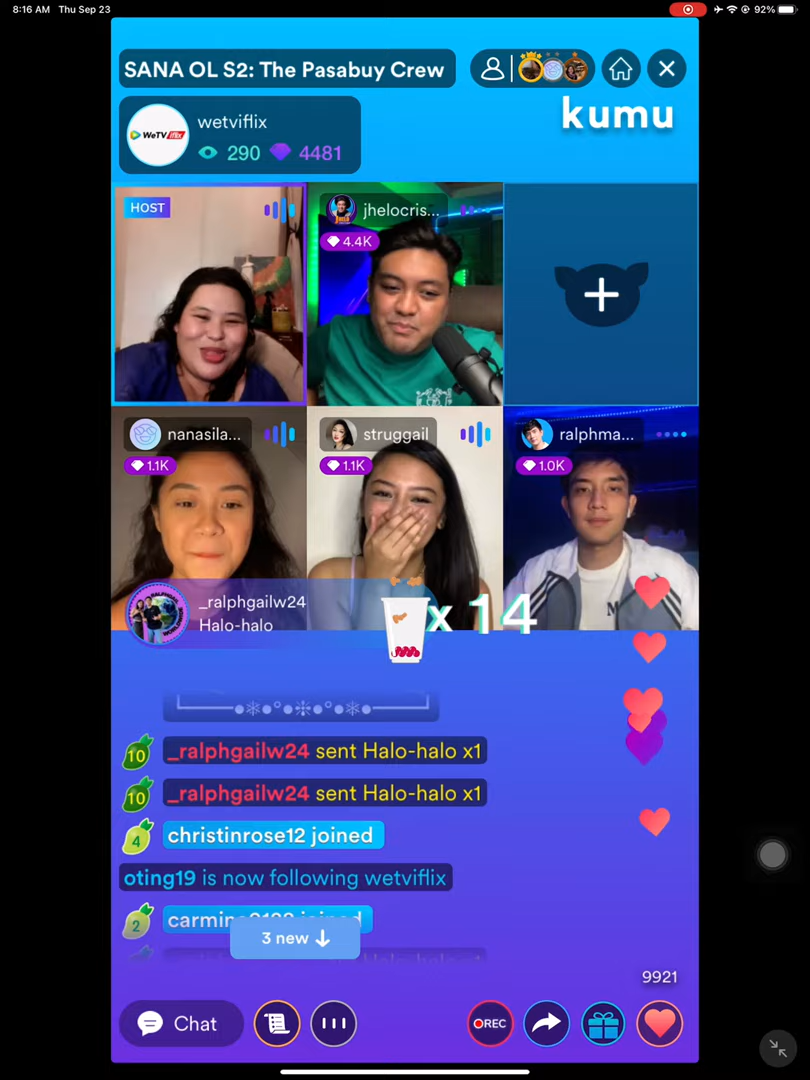 8:16 AM Thu Sep 23
92%
SANA OL S2: The Pasabuy Crew
kumu
WeTV iflix
wetviflix
290 4481
HOST
jhelocris...
4.4K
nanasila...
1.1K
struggail
1.1K
ralphma...
1.0K
_ralphgailw24
Halo-halo
x 14
10 _ralphgailw24 sent Halo-halo x1
10 _ralphgailw24 sent Halo-halo x1
4 christinrose12 joined
oting19 is now following wetviflix
2
3 new
9921
Chat
REC